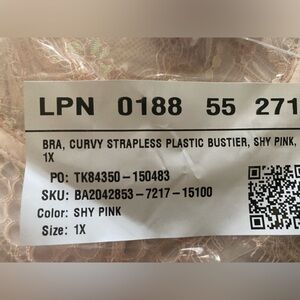 LPN 0188 55 271
BRA, CURVY STRAPLESS PLASTIC BUSTIER, SHY PINK,
1X
PO: TK84350-150483
SKU: BA2042853-7217-15100
Color: SHY PINK
Size: 1X